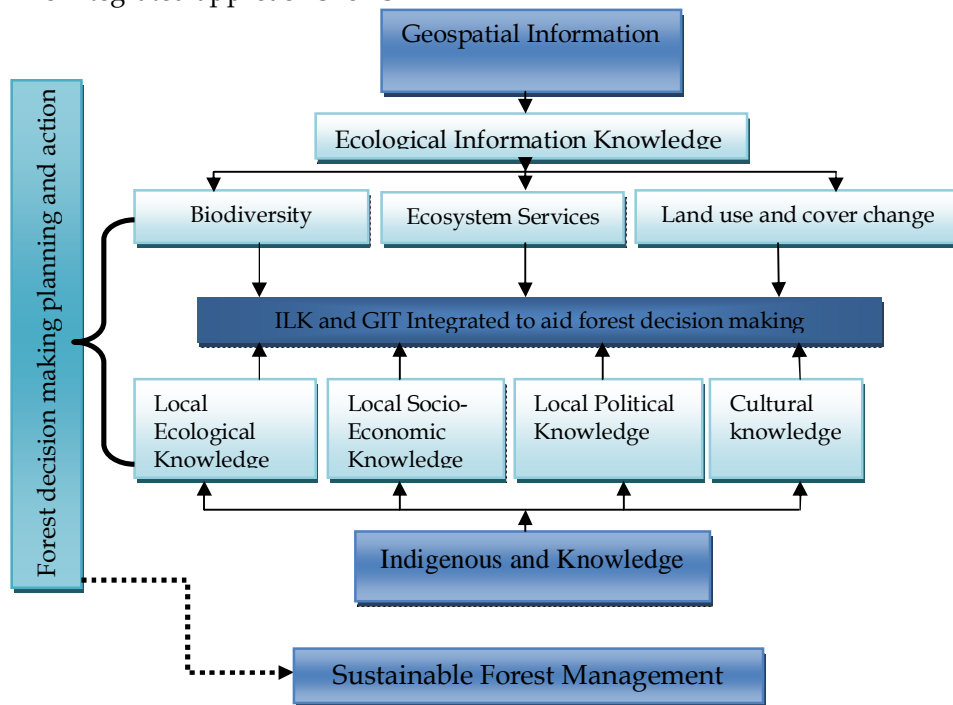 Geospatial Information
Ecological Information Knowledge
Biodiversity
Ecosystem Services
Land use and cover change
ILK and GIT Integrated to aid forest decision making
Local
Ecological
Knowledge
Local Socio-
Economic
Knowledge
Local Political
Knowledge
Cultural
knowledge
Indigenous and Knowledge
Forest decision making planning and action
Sustainable Forest Management